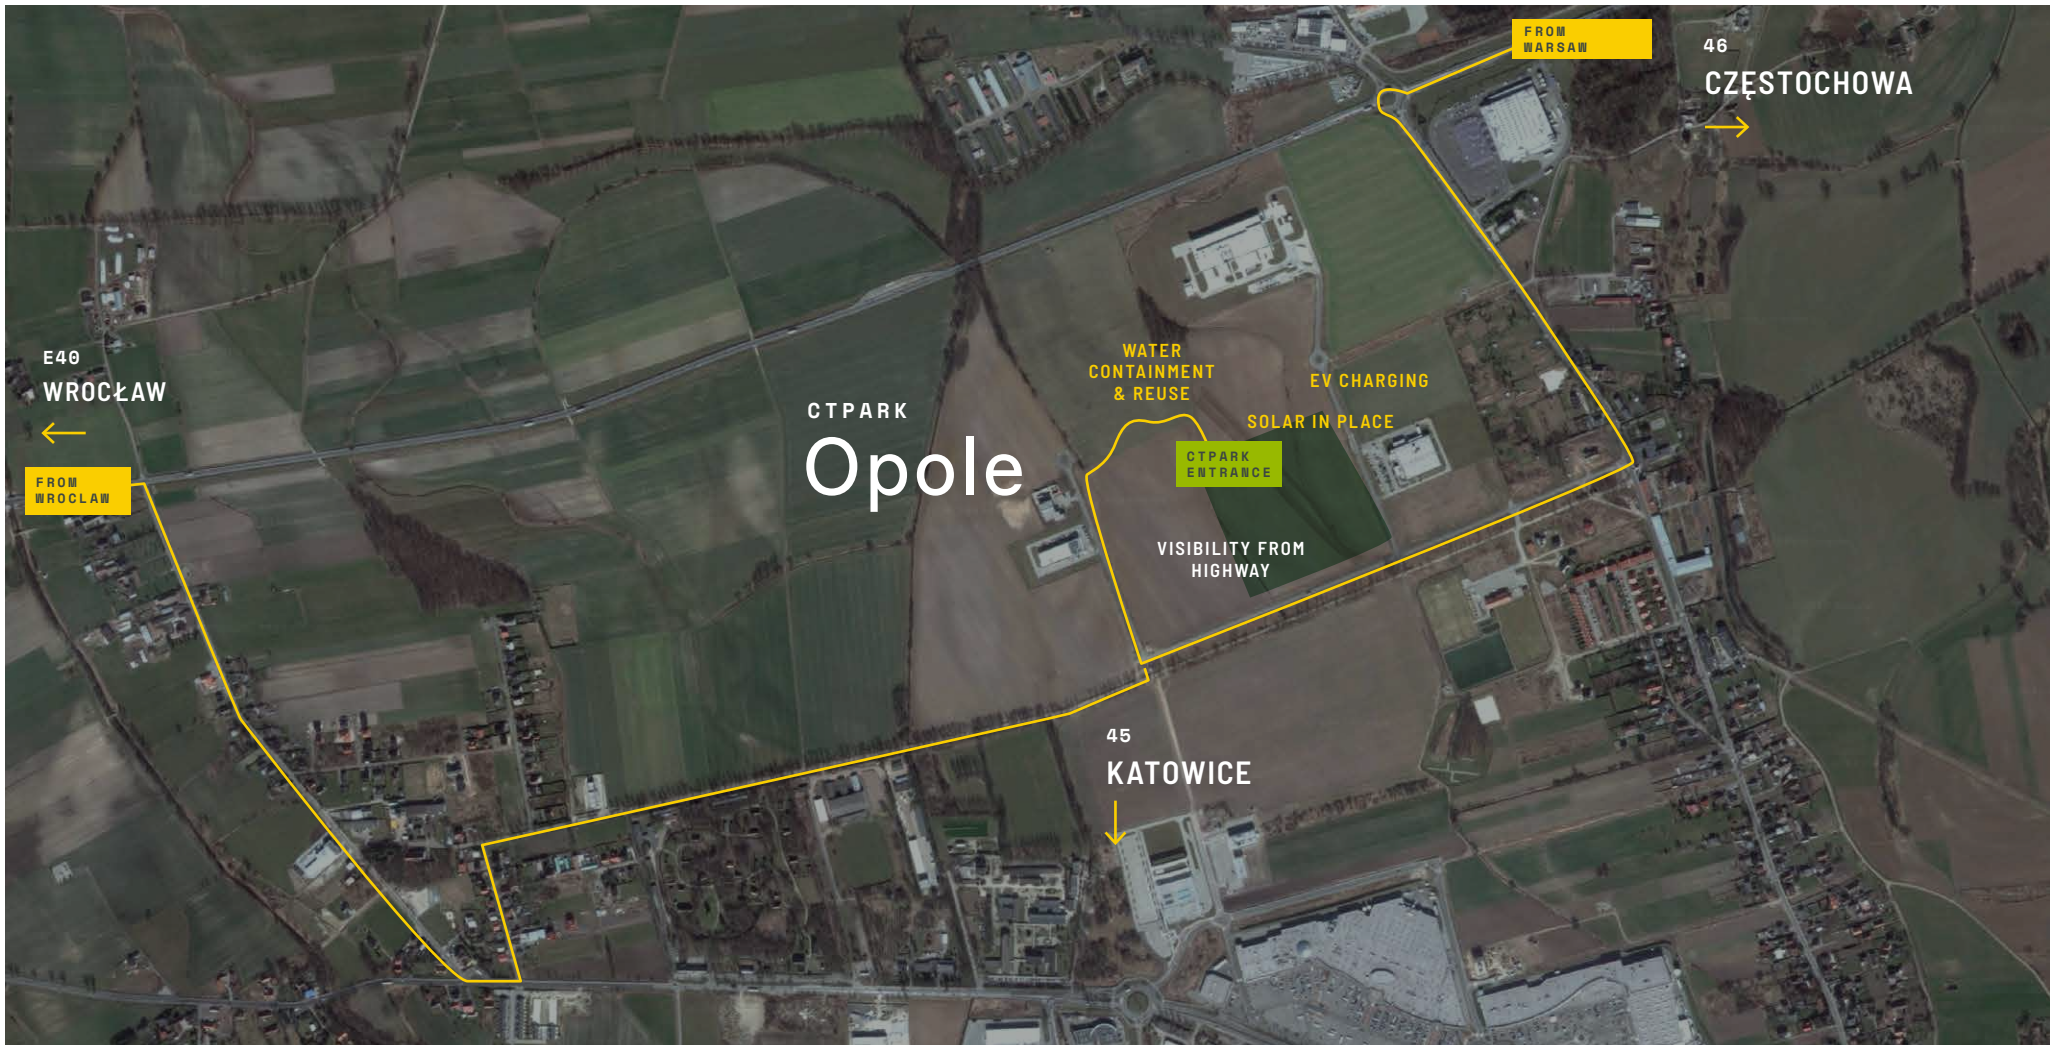 FROM
WARSAW
46
CZĘSTOCHOWA
E40
WROCŁAW
FROM
WROCLAW
CTPARK
Opole
WATER
CONTAINMENT
& REUSE
EV CHARGING
SOLAR IN PLACE
CTPARK
ENTRANCE
VISIBILITY FROM
HIGHWAY
45
KATOWICE